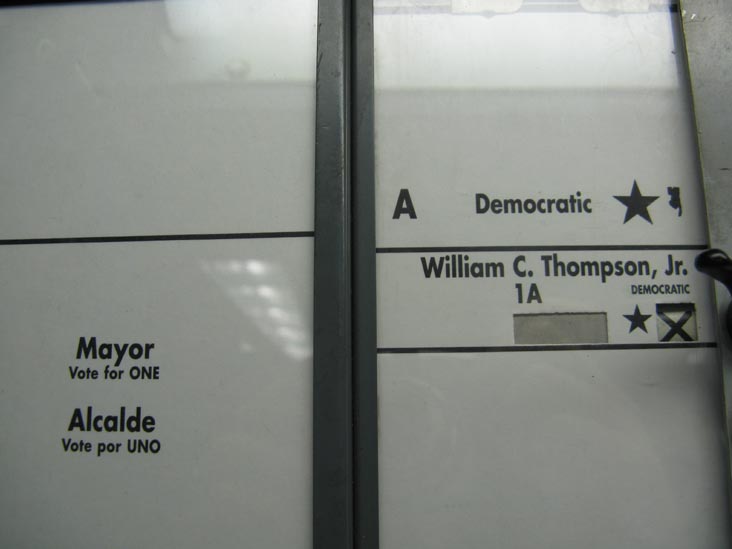 A Democratic
William C. Thompson, Jr.
1A DEMOCRATIC
Mayor
Vote for ONE
Alcalde
Vote por UNO